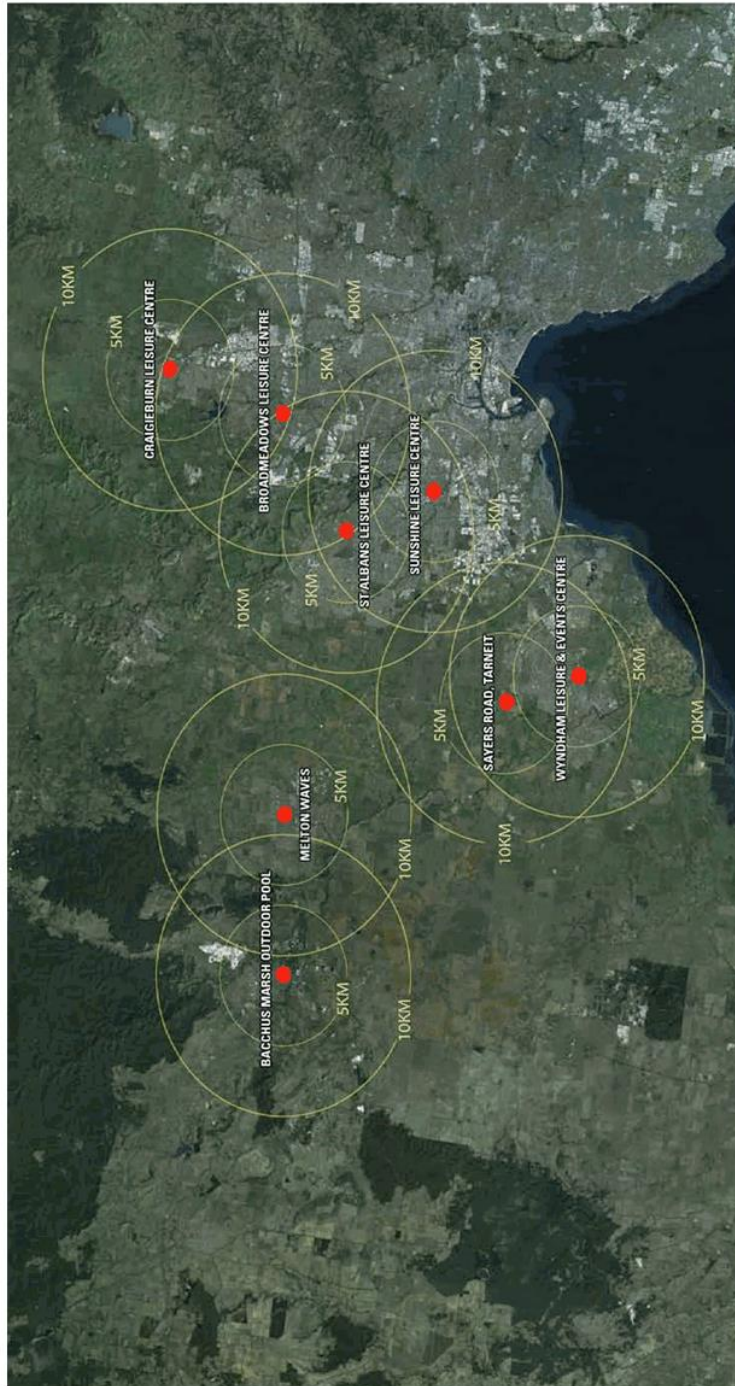 10KM
5KM
CRAIGIEBURN LEISURE CENTRE
10KM
BACCHUS MARSH OUTDOOR POOL
BROADMEADOWS LEISURE CENTRE
MELTON WAVES
5KM
5KM
5KM
5KM
10KM
ST ALBANS LEISURE CENTRE
10KM
10KM
SUNSHINE LEISURE CENTRE
5KM
10KM
SAYERS ROAD, TARNEIT
5KM
10KM
WYNDHAM LEISURE & EVENTS CENTRE
5KM
10KM